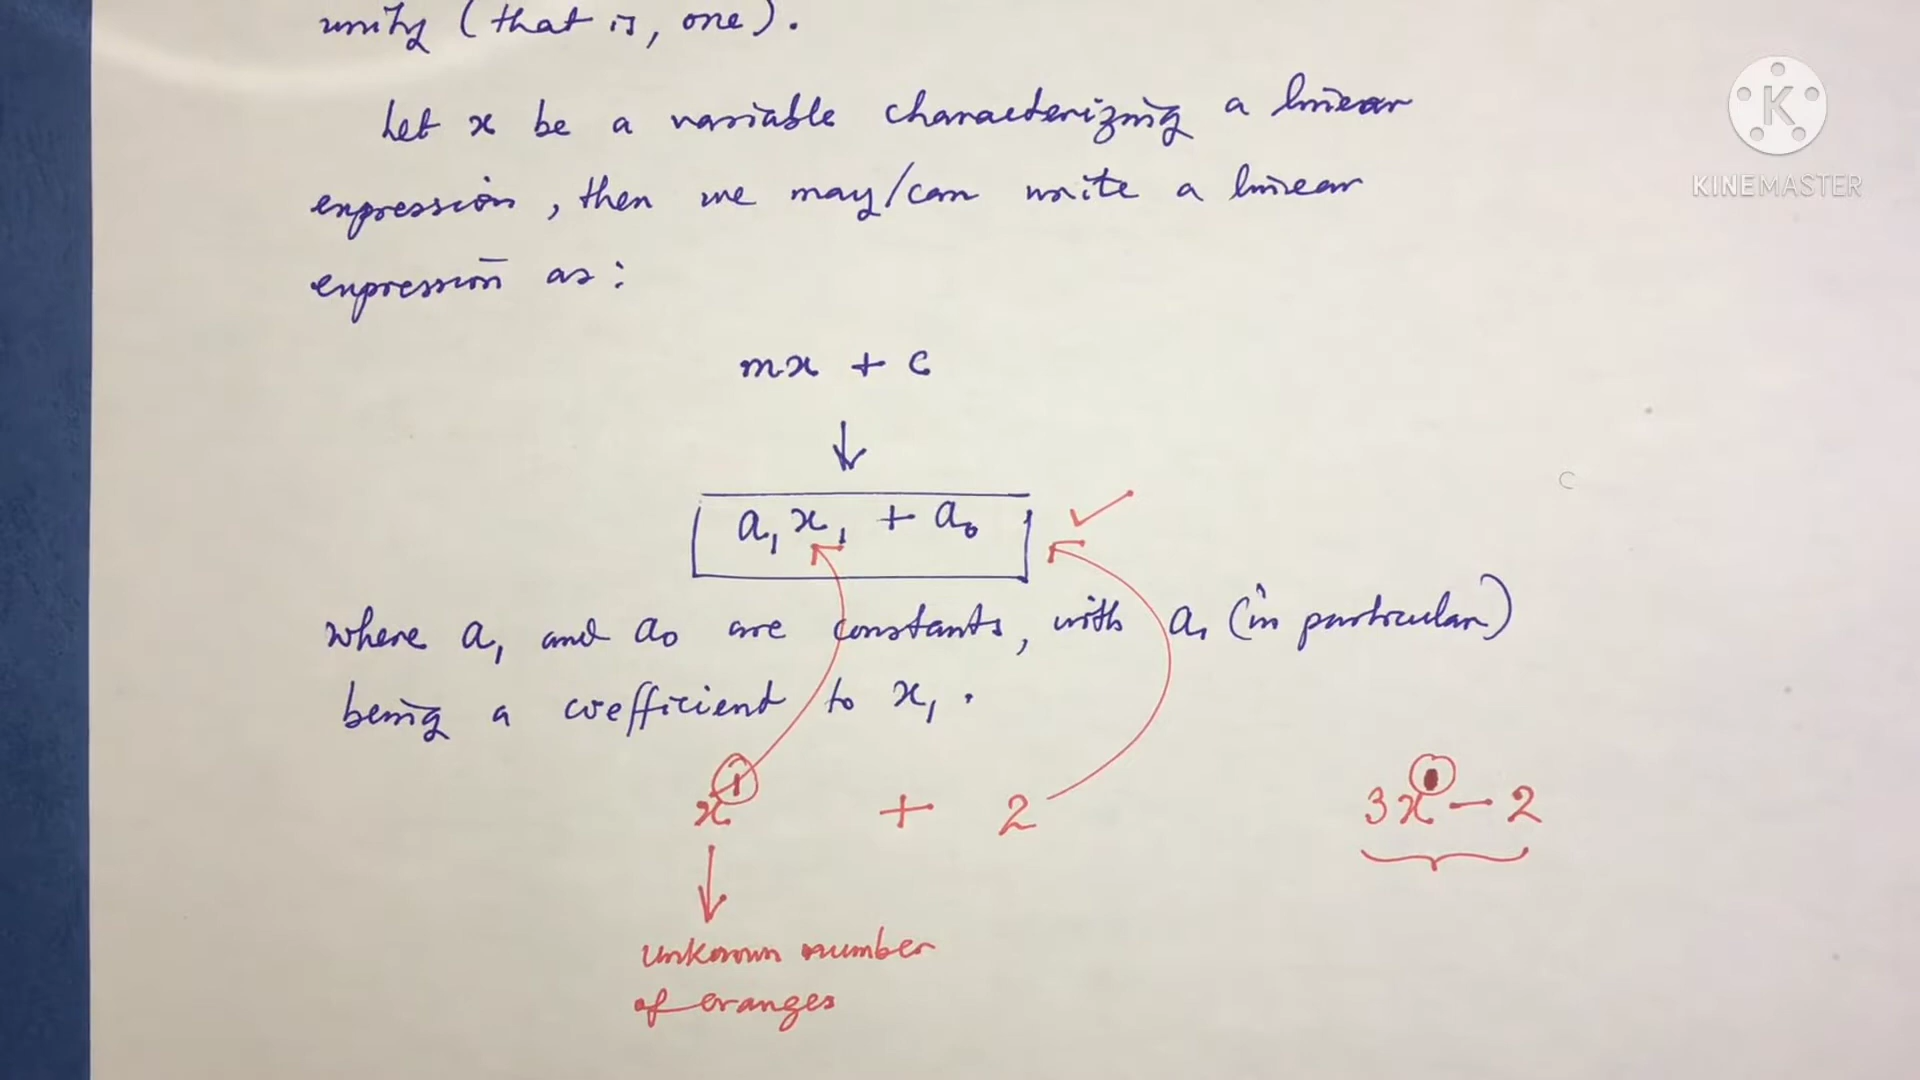 unity (that is, one).
Let x be a variable characterizing a linear
expression, then we may/can write a linear
expression as:
mx + c
↓
a₁x₁ + a₀ ✓
where a₁ and a₀ are constants, with a₁ (in particular)
being a coefficient to x₁.
x¹ + 2
3x - 2
unknown number
of oranges
K
KINEMASTER